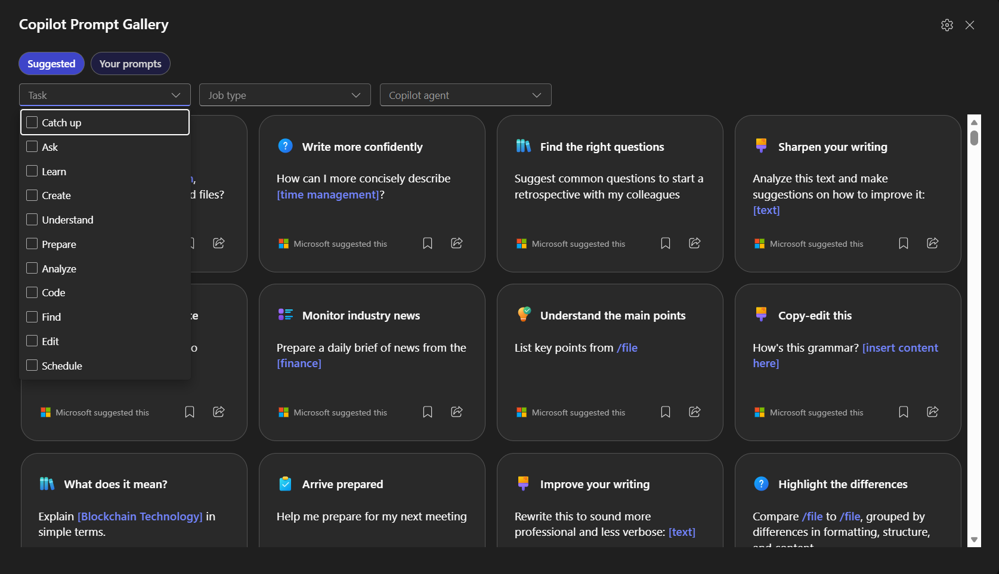 Copilot Prompt Gallery
Suggested
Your prompts
Task
Job type
Copilot agent
Catch up
Ask
Learn
Create
Understand
Prepare
Analyze
Code
Find
Edit
Schedule
files?
Write more confidently
How can I more concisely describe
[time management]?
Microsoft suggested this
Find the right questions
Suggest common questions to start a
retrospective with my colleagues
Microsoft suggested this
Sharpen your writing
Analyze this text and make
suggestions on how to improve it:
[text]
Microsoft suggested this
Microsoft suggested this
Monitor industry news
Prepare a daily brief of news from the
[finance]
Microsoft suggested this
Understand the main points
List key points from /file
Microsoft suggested this
Copy-edit this
How's this grammar? [insert content
here]
Microsoft suggested this
What does it mean?
Explain [Blockchain Technology] in
simple terms.
Arrive prepared
Help me prepare for my next meeting
Improve your writing
Rewrite this to sound more
professional and less verbose: [text]
Highlight the differences
Compare /file to /file, grouped by
differences in formatting, structure,
and content